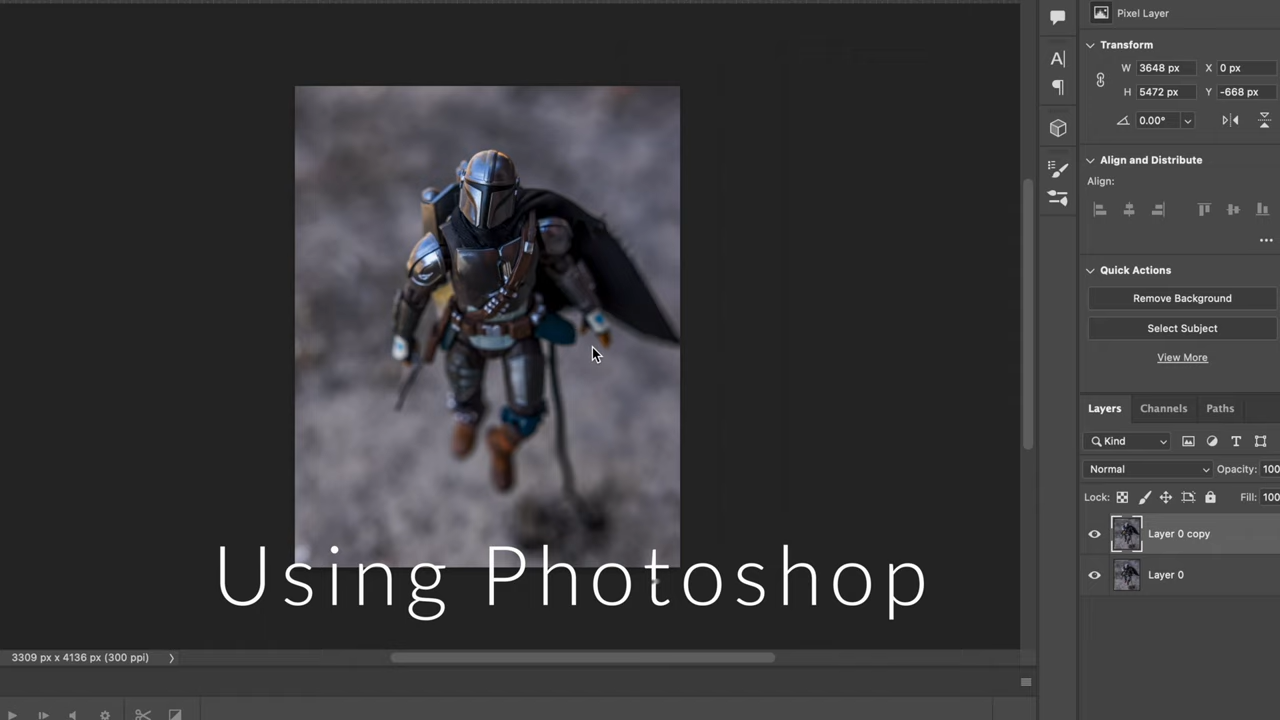 Pixel Layer
Transform
W 3648 px X 0 px
H 5472 px Y -668 px
0.00°
Align and Distribute
Align:
Quick Actions
Remove Background
Select Subject
View More
Layers Channels Paths
Kind
Normal Opacity: 100
Lock: Fill: 100
Layer 0 copy
Layer 0
Using Photoshop
3309 px x 4136 px (300 ppi)